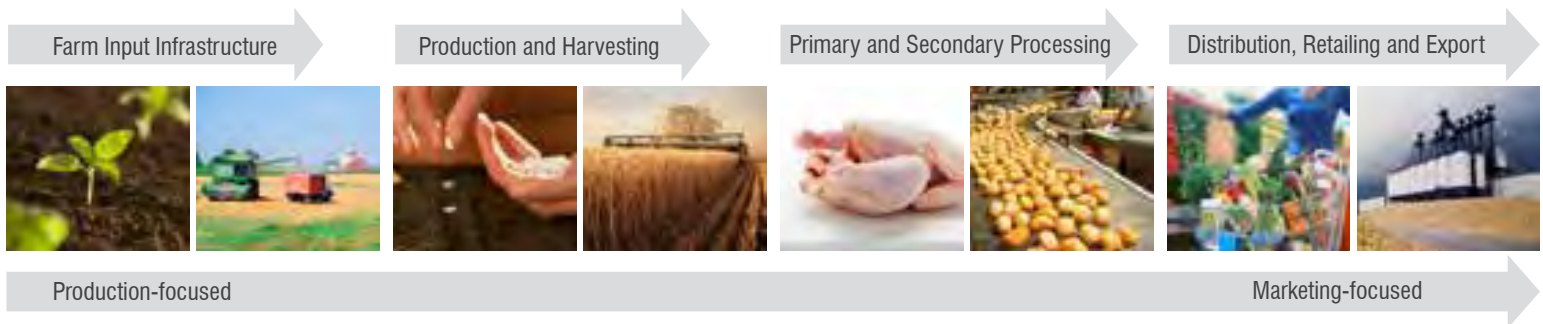 Farm Input Infrastructure
Production and Harvesting
Primary and Secondary Processing
Distribution, Retailing and Export
Production-focused
Marketing-focused